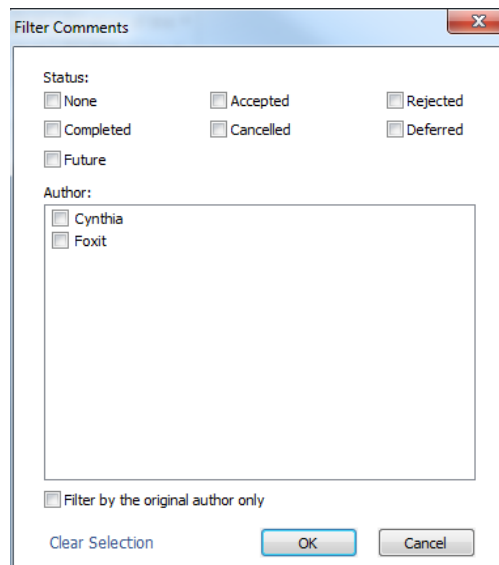 Filter Comments
Status:
None Accepted Rejected
Completed Cancelled Deferred
Future
Author:
Cynthia
Foxit
Filter by the original author only
Clear Selection OK Cancel